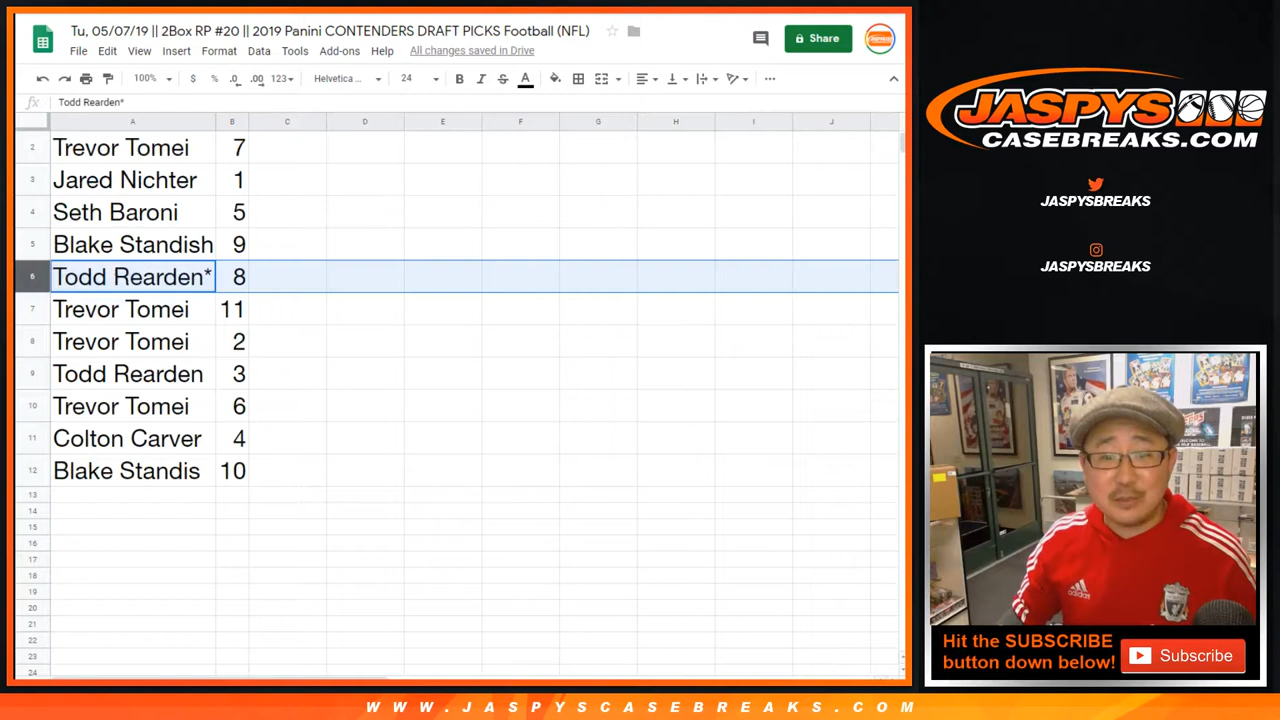 Tu, 05/07/19 || 2Box RP #20 || 2019 Panini CONTENDERS DRAFT PICKS Football (NFL)
File Edit View Insert Format Data Tools Add-ons Help All changes saved in Drive
Share
100% $ % .0 .00 123 Helvetica ... 24 B I S A
fx Todd Rearden*
A B C D E F G H I J
2 Trevor Tomei 7
3 Jared Nichter 1
4 Seth Baroni 5
5 Blake Standish 9
6 Todd Rearden* 8
7 Trevor Tomei 11
8 Trevor Tomei 2
9 Todd Rearden 3
10 Trevor Tomei 6
11 Colton Carver 4
12 Blake Standis 10
13
14
15
16
17
18
19
20
21
22
23
24
JASPYS
CASEBREAKS.COM
JASPYSBREAKS
JASPYSBREAKS
adidas
Hit the SUBSCRIBE
button down below!
Subscribe
WWW.JASPYSCASEBREAKS.COM